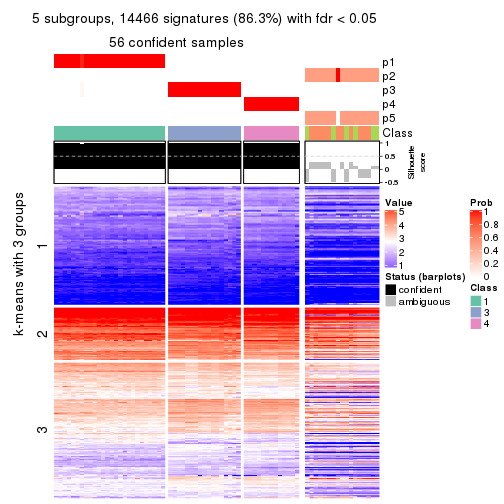 5 subgroups, 14466 signatures (86.3%) with fdr < 0.05
56 confident samples
p1
p2
p3
p4
p5
Class
1
0.5
0
-0.5
Silhouette
score
k-means with 3 groups
1
2
3
Value
5
4
3
2
1
Status (barplots)
confident
ambiguous
Prob
1
0.8
0.6
0.4
0.2
0
Class
1
3
4